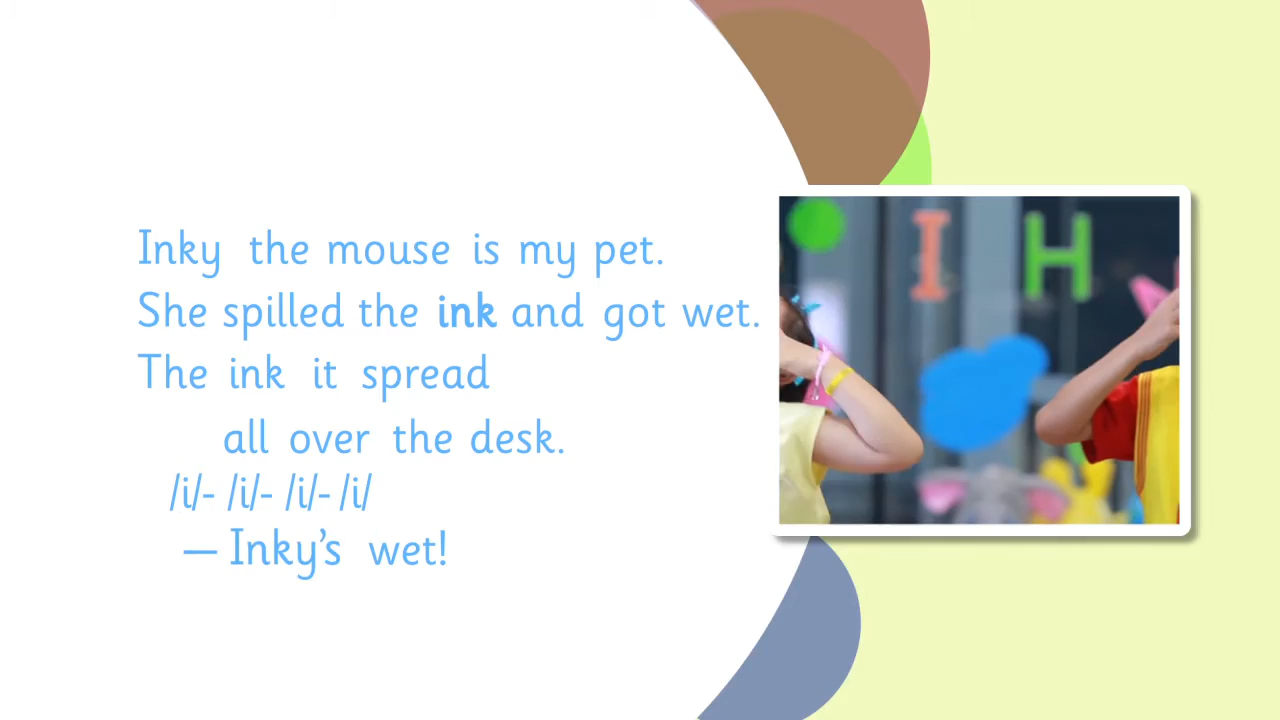 Inky the mouse is my pet.
She spilled the ink and got wet.
The ink it spread
all over the desk.
/i/- /i/- /i/- /i/
— Inky's wet!
I H